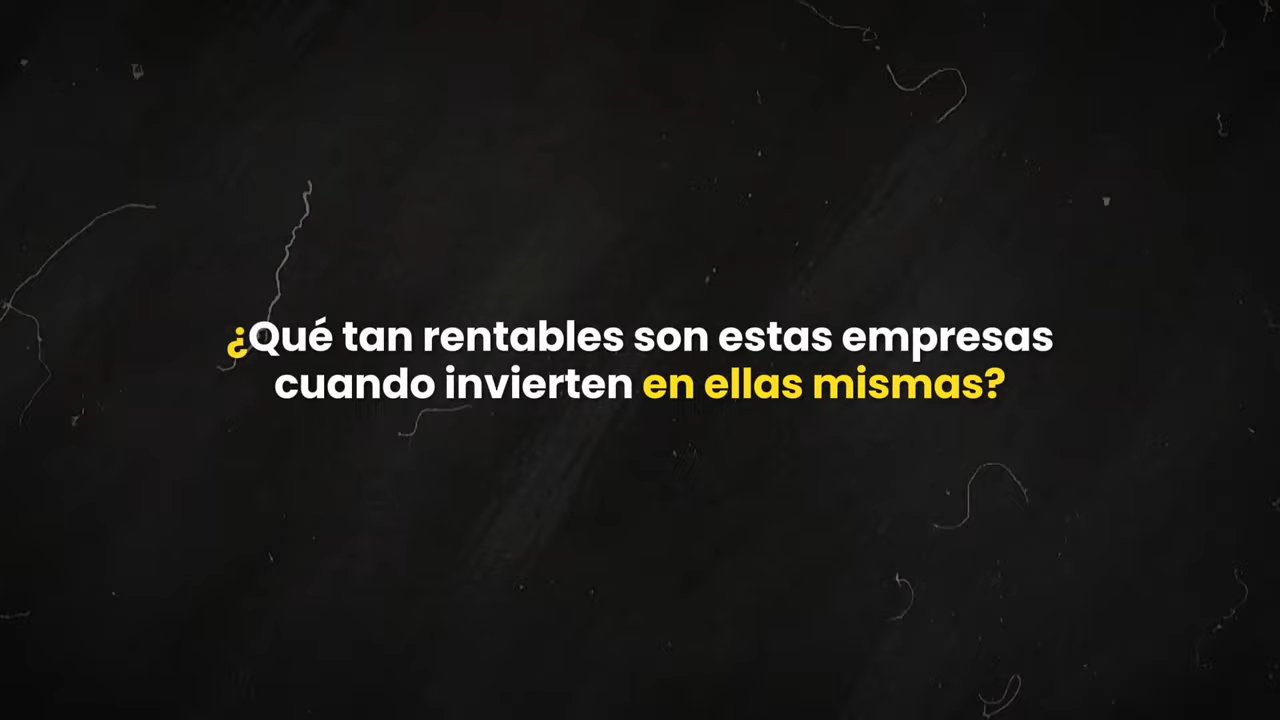 ¿Qué tan rentables son estas empresas
cuando invierten en ellas mismas?